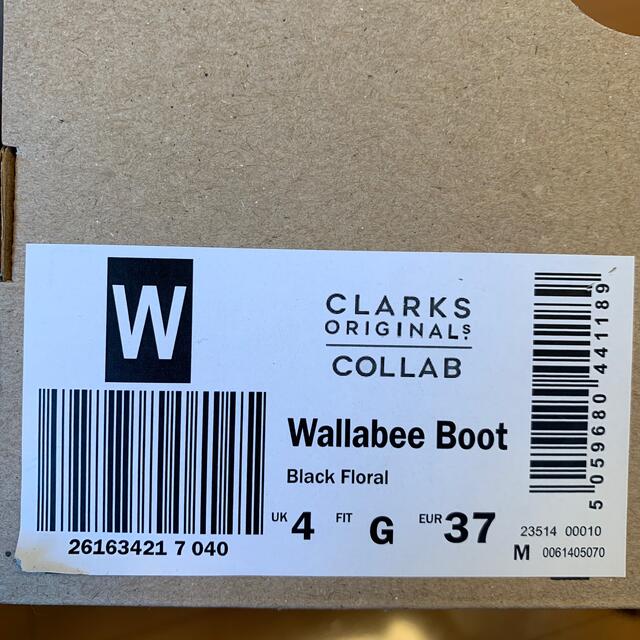 W
CLARKS
ORIGINALS.
COLLAB
Wallabee Boot
Black Floral
UK 4 FIT G EUR 37
26163421 7 040
5 059680 441189
23514 00010
M 0061405070